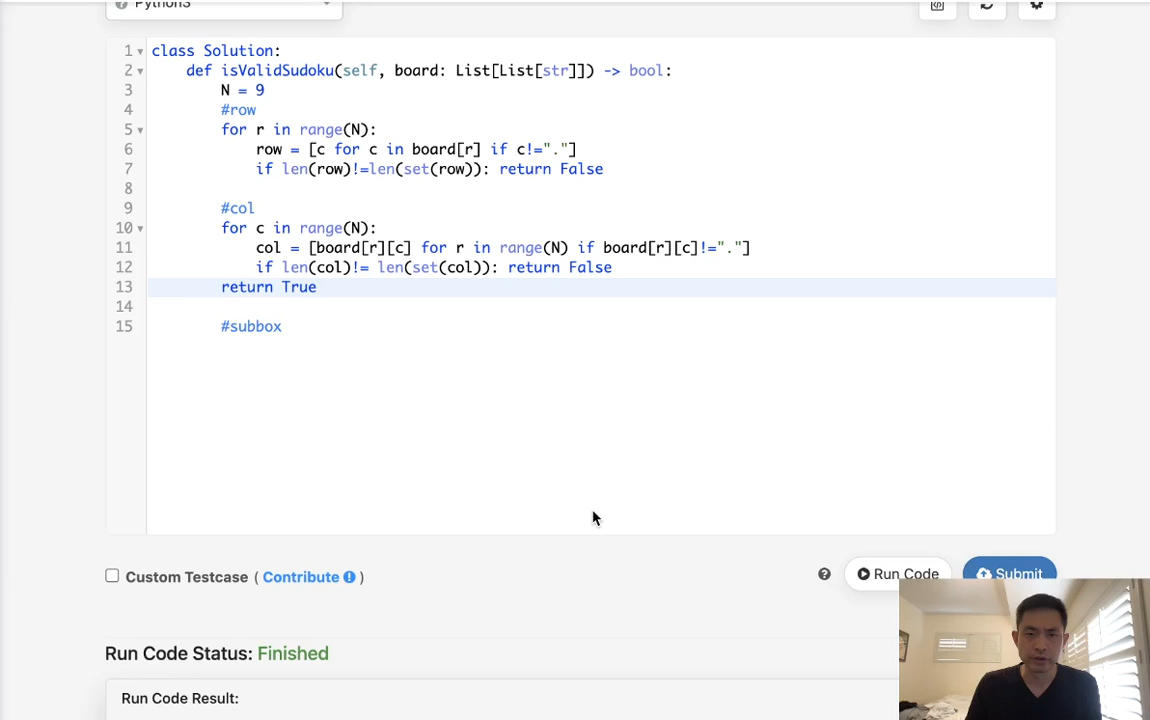 Python3
1 class Solution:
2 def isValidSudoku(self, board: List[List[str]]) -> bool:
3 N = 9
4 #row
5 for r in range(N):
6 row = [c for c in board[r] if c!="."]
7 if len(row)!=len(set(row)): return False
8
9 #col
10 for c in range(N):
11 col = [board[r][c] for r in range(N) if board[r][c]!="."]
12 if len(col)!= len(set(col)): return False
13 return True
14
15 #subbox
Custom Testcase ( Contribute ) Run Code Submit
Run Code Status: Finished
Run Code Result: